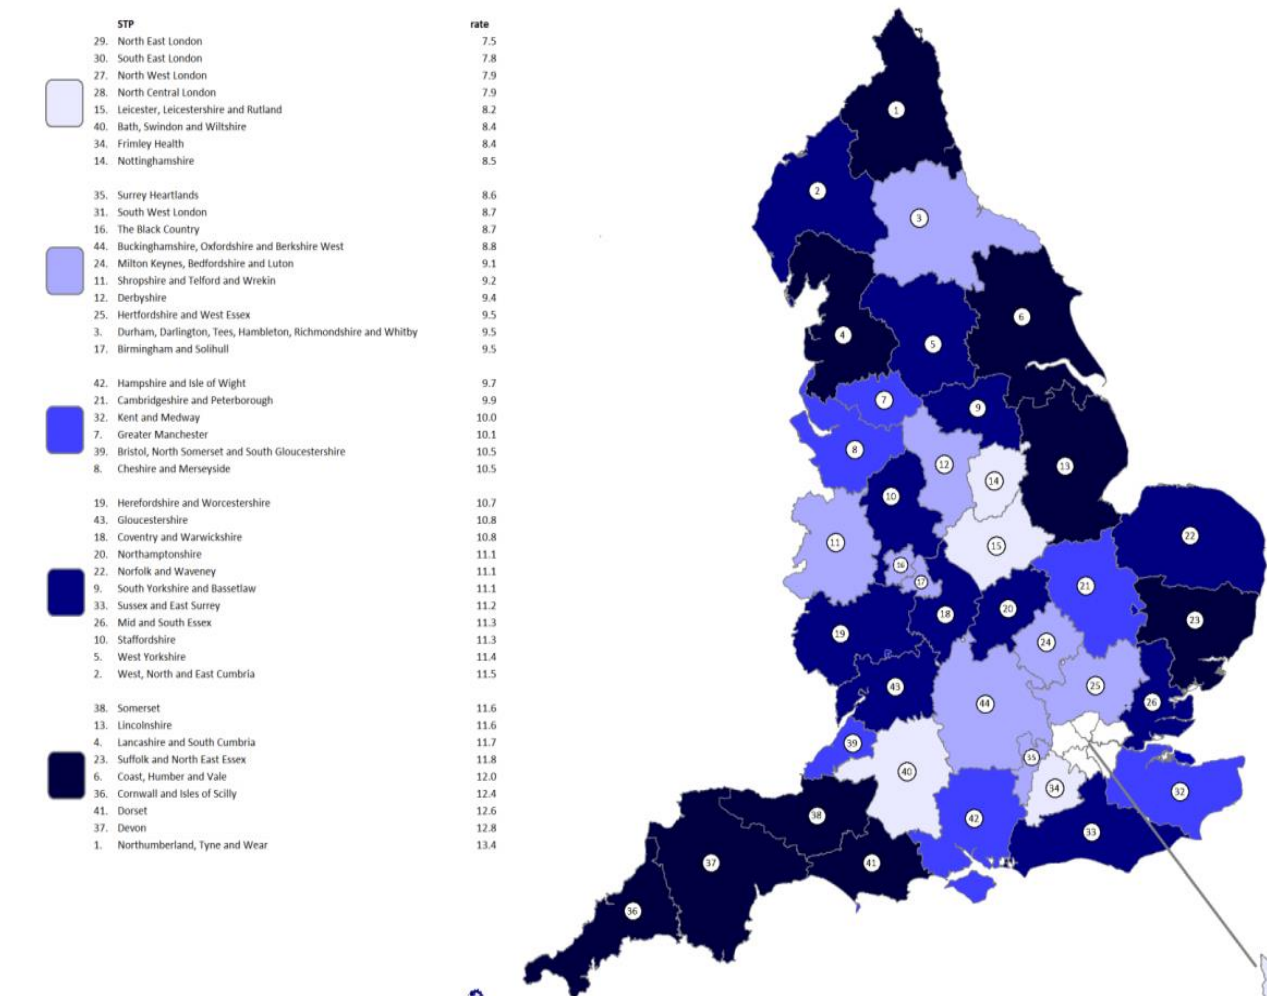 STP rate
29. North East London 7.5
30. South East London 7.8
27. North West London 7.9
28. North Central London 7.9
15. Leicester, Leicestershire and Rutland 8.2
40. Bath, Swindon and Wiltshire 8.4
34. Frimley Health 8.4
14. Nottinghamshire 8.5
35. Surrey Heartlands 8.6
31. South West London 8.7
16. The Black Country 8.7
44. Buckinghamshire, Oxfordshire and Berkshire West 8.8
24. Milton Keynes, Bedfordshire and Luton 9.1
11. Shropshire and Telford and Wrekin 9.2
12. Derbyshire 9.4
25. Hertfordshire and West Essex 9.5
3. Durham, Darlington, Tees, Hambleton, Richmondshire and Whitby 9.5
17. Birmingham and Solihull 9.5
42. Hampshire and Isle of Wight 9.7
21. Cambridgeshire and Peterborough 9.9
32. Kent and Medway 10.0
7. Greater Manchester 10.1
39. Bristol, North Somerset and South Gloucestershire 10.5
8. Cheshire and Merseyside 10.5
19. Herefordshire and Worcestershire 10.7
43. Gloucestershire 10.8
18. Coventry and Warwickshire 10.8
20. Northamptonshire 11.1
22. Norfolk and Waveney 11.1
9. South Yorkshire and Bassetlaw 11.1
33. Sussex and East Surrey 11.2
26. Mid and South Essex 11.3
10. Staffordshire 11.3
5. West Yorkshire 11.4
2. West, North and East Cumbria 11.5
38. Somerset 11.6
13. Lincolnshire 11.6
4. Lancashire and South Cumbria 11.7
23. Suffolk and North East Essex 11.8
6. Coast, Humber and Vale 12.0
36. Cornwall and Isles of Scilly 12.4
41. Dorset 12.6
37. Devon 12.8
1. Northumberland, Tyne and Wear 13.4
1
2
3
6
4
5
7
9
8
12
13
14
10
22
11
15
16
17
21
20
18
23
19
24
25
43
26
44
39
35
40
34
32
38
42
33
37
41
36